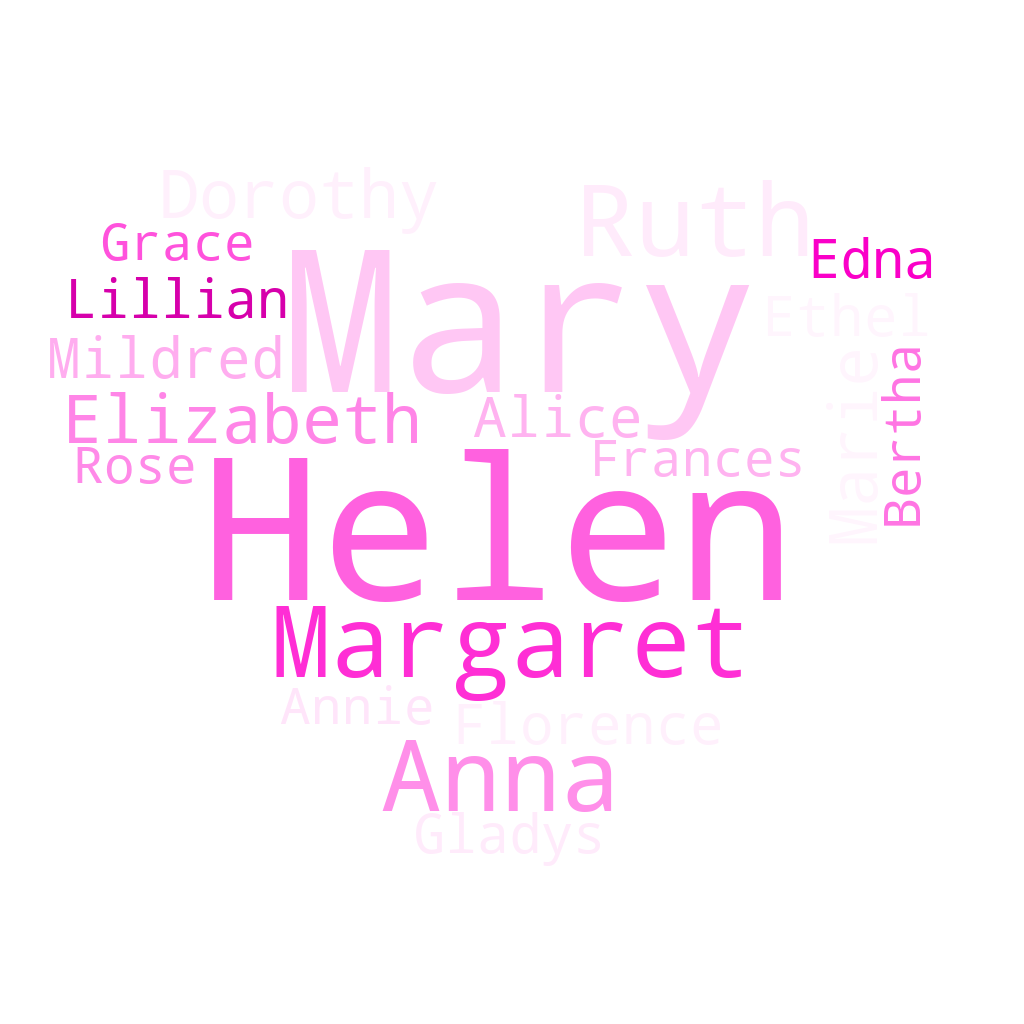 Dorothy
Ruth
Grace
Edna
Lillian
Mary
Ethel
Mildred
Elizabeth
Alice
Marie
Bertha
Rose
Frances
Helen
Margaret
Annie
Florence
Anna
Gladys